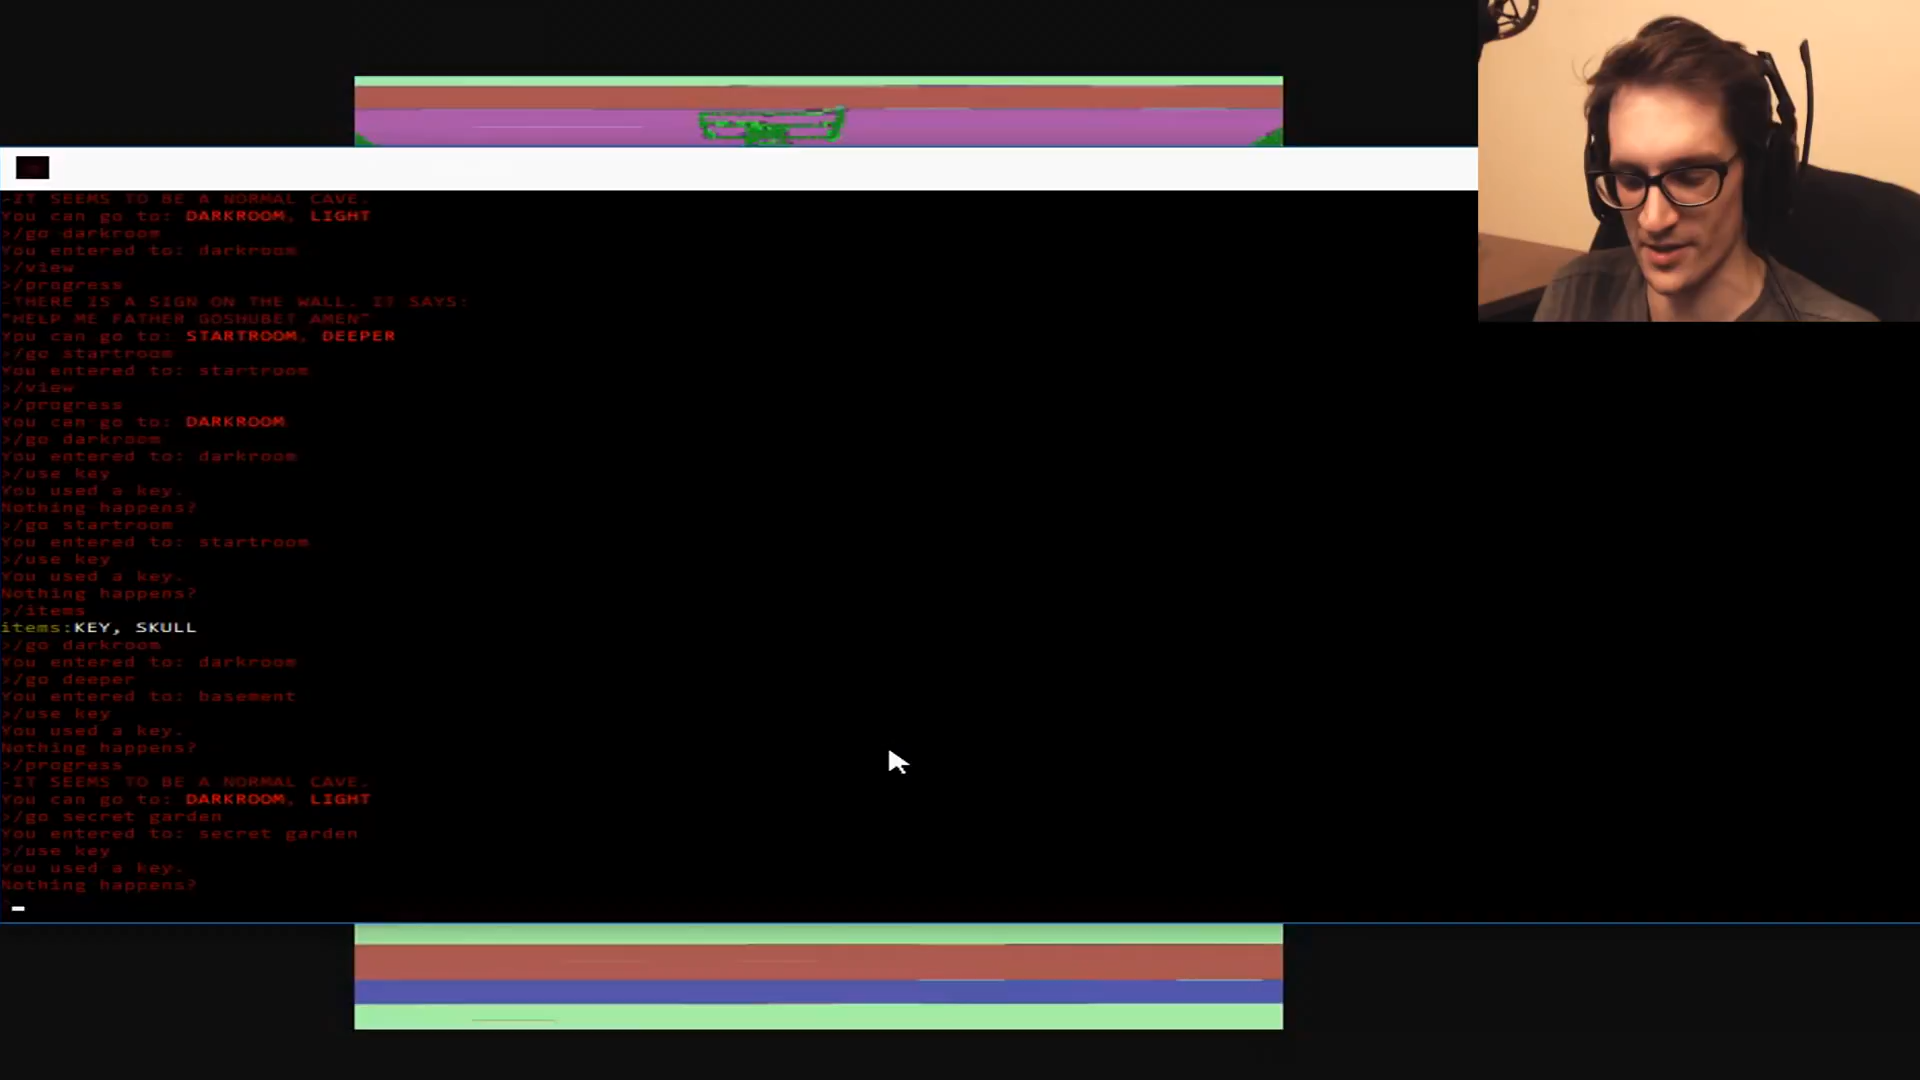 -IT SEEMS TO BE A NORMAL CAVE.
You can go to: DARKROOM, LIGHT
>/go darkroom
You entered to: darkroom
>/view
>/progress
-THERE IS A SIGN ON THE WALL. IT SAYS:
"HELP ME FATHER GOSHUBET AMEN"
You can go to: STARTROOM, DEEPER
>/go startroom
You entered to: startroom
>/view
>/progress
You can go to: DARKROOM
>/go darkroom
You entered to: darkroom
>/use key
You used a key.
Nothing happens?
>/go startroom
You entered to: startroom
>/use key
You used a key.
Nothing happens?
>/items
items:KEY, SKULL
>/go darkroom
You entered to: darkroom
>/go deeper
You entered to: basement
>/use key
You used a key.
Nothing happens?
>/progress
-IT SEEMS TO BE A NORMAL CAVE.
You can go to: DARKROOM, LIGHT
>/go secret garden
You entered to: secret garden
>/use key
You used a key.
Nothing happens?